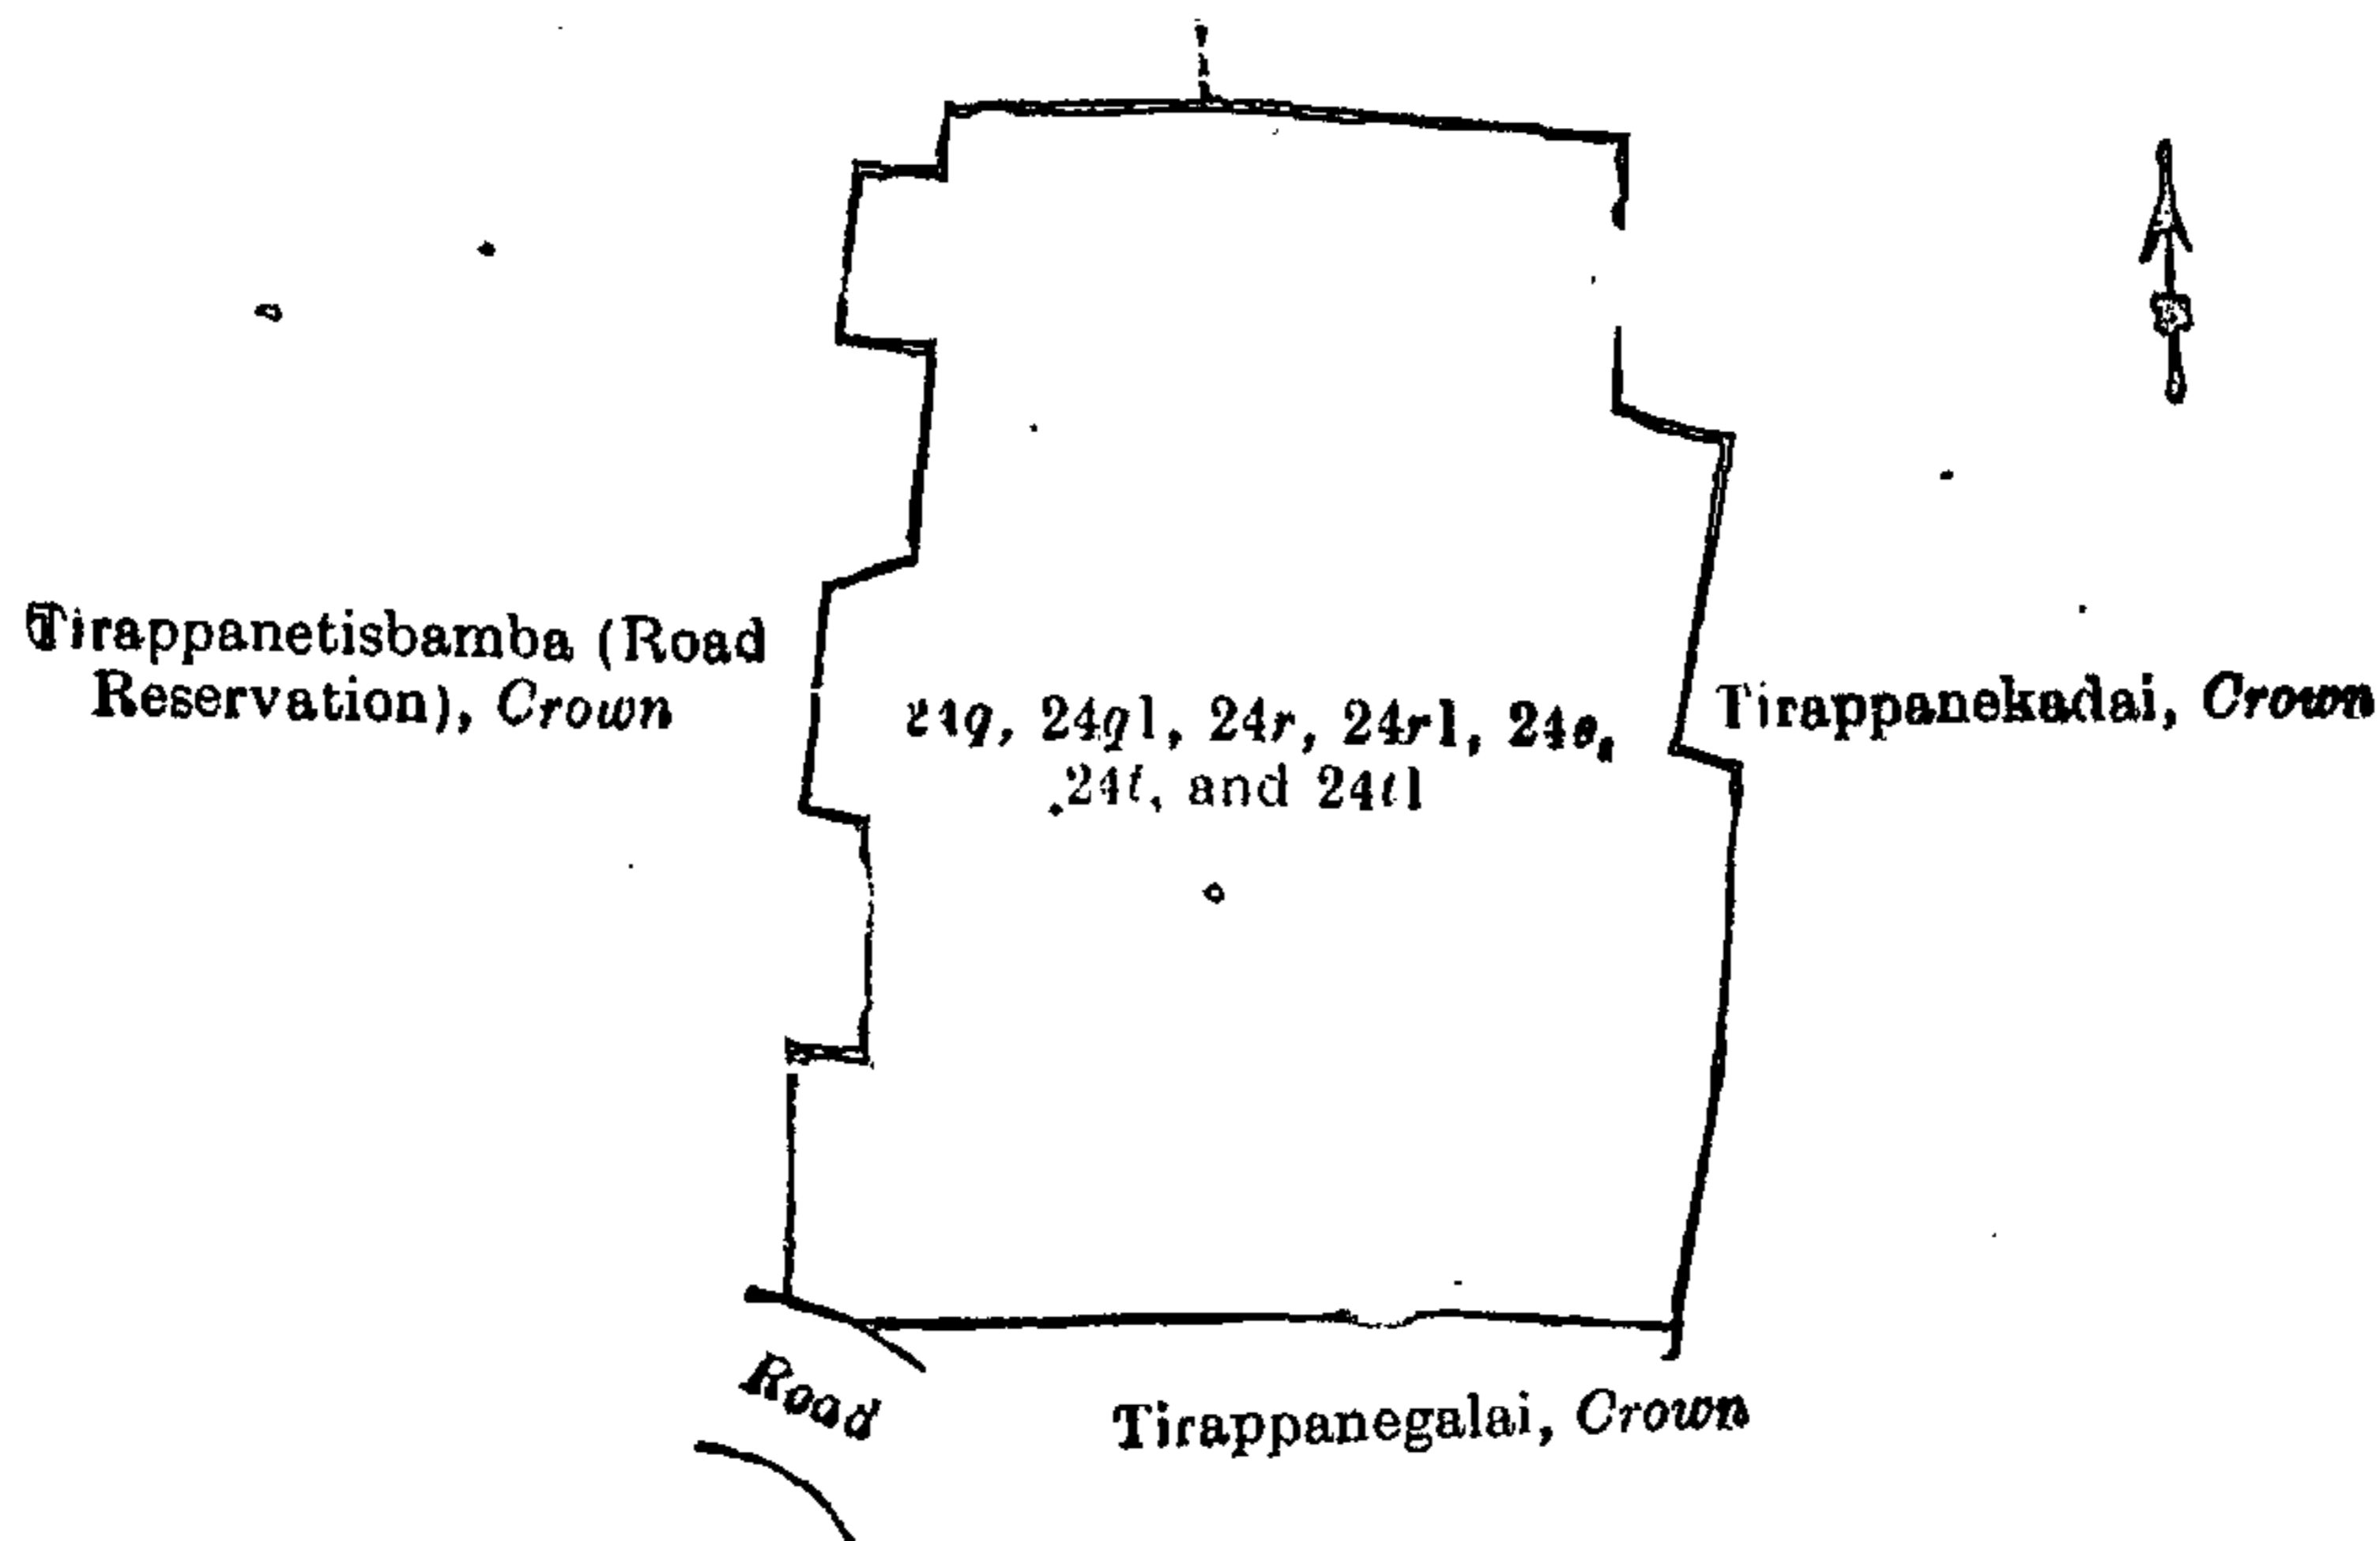 Tirappanetisbamba (Road
Reservation), Crown
24q, 24q1, 24r, 24r1, 24s,
24t, and 24t1
Tirappanekadai, Crown
Road
Tirappanegalai, Crown